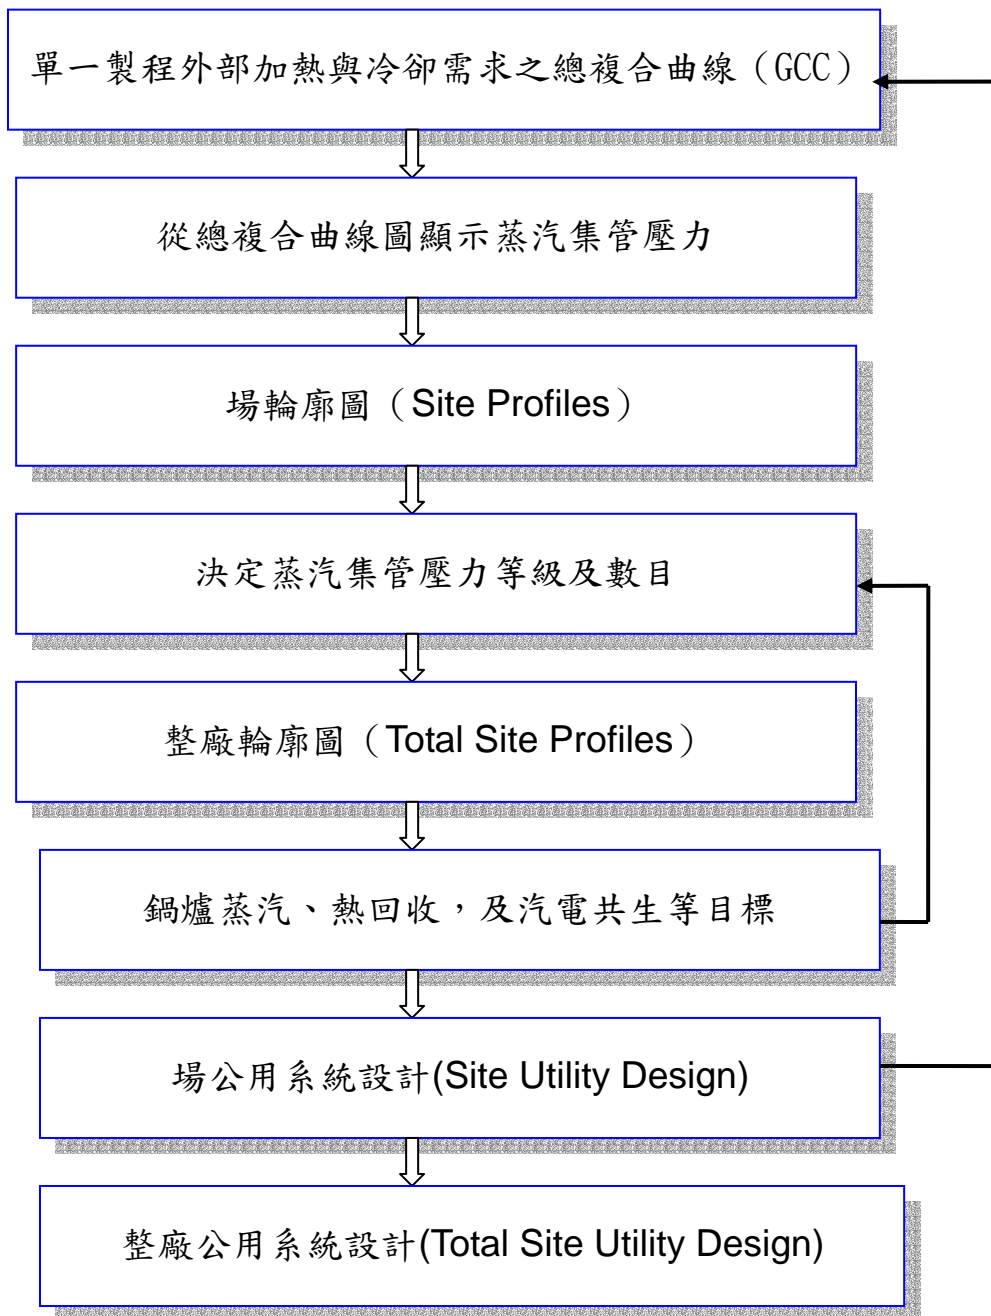 單一製程外部加熱與冷卻需求之總複合曲線（GCC）
從總複合曲線圖顯示蒸汽集管壓力
場輪廓圖（Site Profiles）
決定蒸汽集管壓力等級及數目
整廠輪廓圖（Total Site Profiles）
鍋爐蒸汽、熱回收，及汽電共生等目標
場公用系統設計(Site Utility Design)
整廠公用系統設計(Total Site Utility Design)